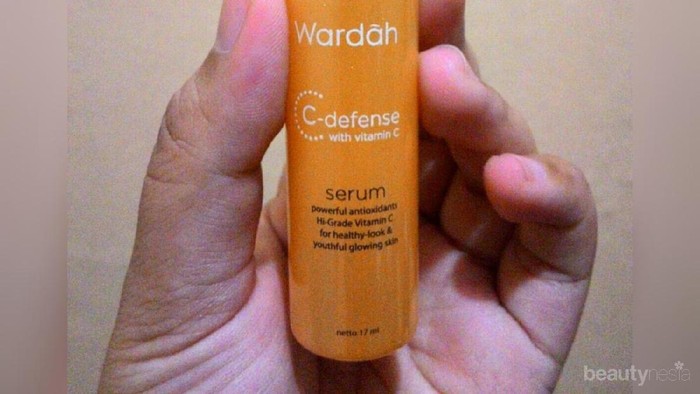 Wardāh
C-defense
with vitamin C
serum
powerful antioxidants
Hi-Grade Vitamin C
for healthy-look &
youthful glowing skin
netto 17 ml
beautynesia